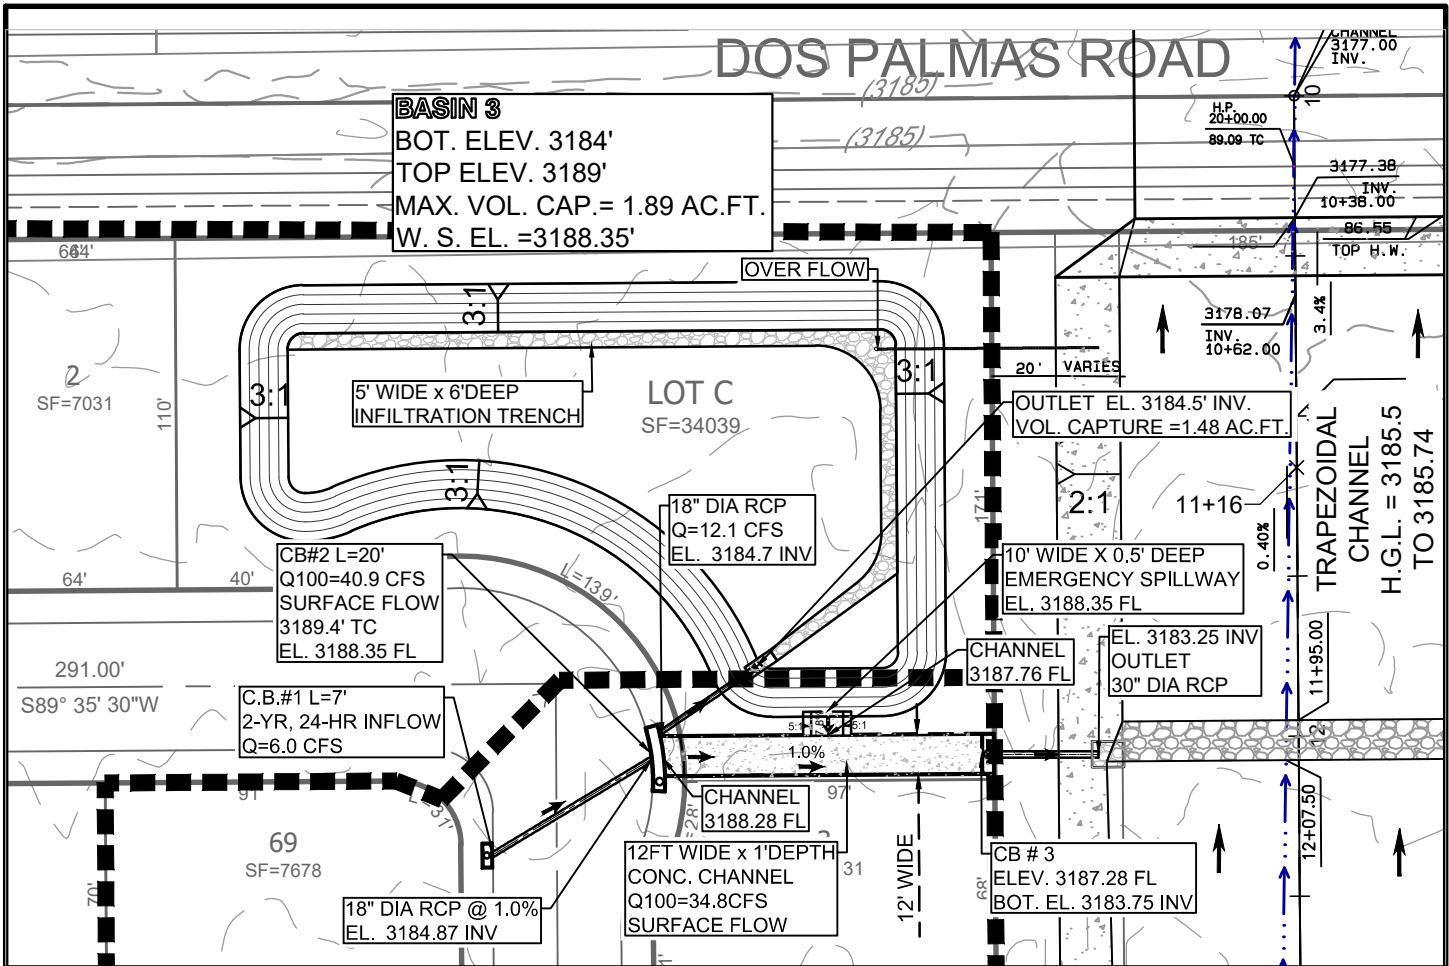 DOS PALMAS ROAD
(3185)
(3185)
BASIN 3
BOT. ELEV. 3184'
TOP ELEV. 3189'
MAX. VOL. CAP.= 1.89 AC.FT.
W. S. EL. =3188.35'
CHANNEL
3177.00
INV.
10
H.P.
20+00.00
89.09 TC
3177.38
INV.
10+38.00
86.55
TOP H.W.
185'
OVER FLOW
3:1
3178.07
INV.
10+62.00
3.4%
20' VARIES
2
SF=7031
110'
3:1
5' WIDE x 6'DEEP
INFILTRATION TRENCH
LOT C
SF=34039
3:1
OUTLET EL. 3184.5' INV.
VOL. CAPTURE =1.48 AC.FT.
TRAPEZOIDAL
CHANNEL
H.G.L. = 3185.5
TO 3185.74
3:1
18" DIA RCP
Q=12.1 CFS
EL. 3184.7 INV
171'
2:1
11+16
0.40%
CB#2 L=20'
Q100=40.9 CFS
SURFACE FLOW
3189.4' TC
EL. 3188.35 FL
64'
40'
L=139'
10' WIDE X 0.5' DEEP
EMERGENCY SPILLWAY
EL. 3188.35 FL
CHANNEL
3187.76 FL
EL. 3183.25 INV
OUTLET
30" DIA RCP
11+95.00
291.00'
S89° 35' 30"W
C.B.#1 L=7'
2-YR, 24-HR INFLOW
Q=6.0 CFS
5:1
5:1
1.0%
12
12+07.50
91'
L=31'
97'
CHANNEL
3188.28 FL
69
SF=7678
70'
12FT WIDE x 1'DEPTH
CONC. CHANNEL
Q100=34.8CFS
SURFACE FLOW
31
12' WIDE
68'
CB # 3
ELEV. 3187.28 FL
BOT. EL. 3183.75 INV
18" DIA RCP @ 1.0%
EL. 3184.87 INV